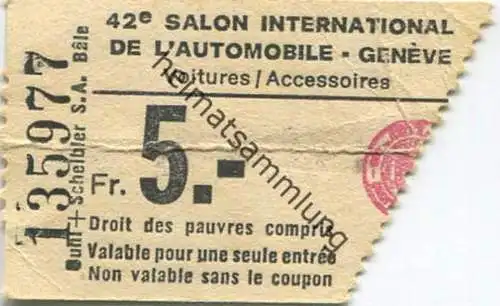 42e SALON INTERNATIONAL
DE L'AUTOMOBILE - GENÈVE
Voitures / Accessoires
Fr. 5.-
Droit des pauvres compris
Valable pour une seule entrée
Non valable sans le coupon
135977
+ Scheibler S.A. Bâle
heimatsammlung